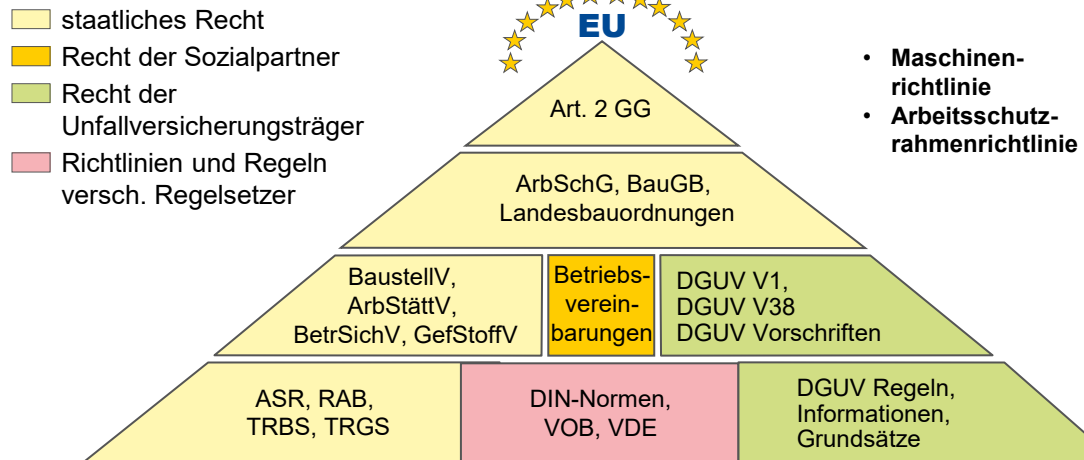 staatliches Recht
Recht der Sozialpartner
Recht der
Unfallversicherungsträger
Richtlinien und Regeln
versch. Regelsetzer
EU
• Maschinen-
richtlinie
• Arbeitsschutz-
rahmenrichtlinie
Art. 2 GG
ArbSchG, BauGB,
Landesbauordnungen
BaustellV,
ArbStättV,
BetrSichV, GefStoffV
Betriebs-
verein-
barungen
DGUV V1,
DGUV V38
DGUV Vorschriften
ASR, RAB,
TRBS, TRGS
DIN-Normen,
VOB, VDE
DGUV Regeln,
Informationen,
Grundsätze